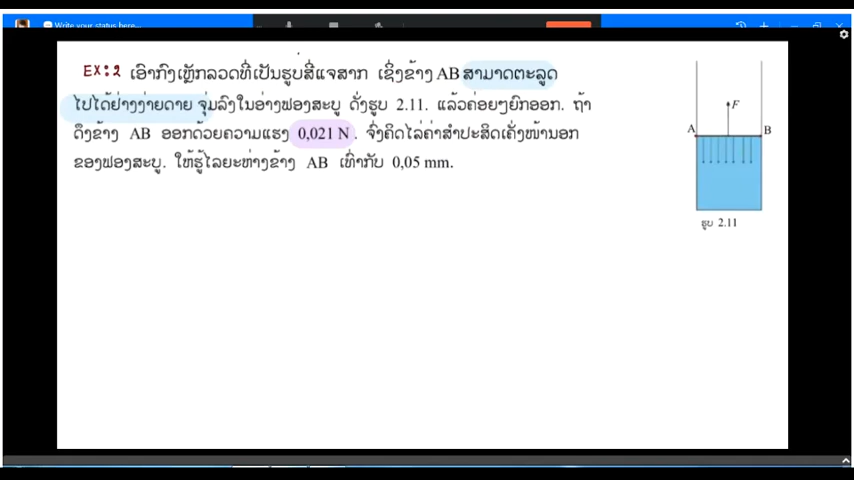 Write your status here...
EX:2 ເອົາກົງເຫຼັກລວດທີ່ເປັນຮູບສີ່ແຈສາກ ເຊິ່ງຂ້າງ AB ສາມາດຕະລູດ
ໄປໄດ້ຢ່າງງ່າຍດາຍ ຈຸ່ມລົງໃນອ່າງຟອງສະບູ ດັ່ງຮູບ 2.11. ແລ້ວຄ່ອຍໆຍົກອອກ. ຖ້າ
ດຶງຂ້າງ AB ອອກດ້ວຍຄວາມແຮງ 0,021 N . ຈົ່ງຄິດໄລ່ຄ່າສຳປະສິດເຄັ່ງໜ້ານອກ
ຂອງຟອງສະບູ. ໃຫ້ຮູ້ໄລຍະຫ່າງຂ້າງ AB ເທົ່າກັບ 0,05 mm.
F
A B
ຮູບ 2.11